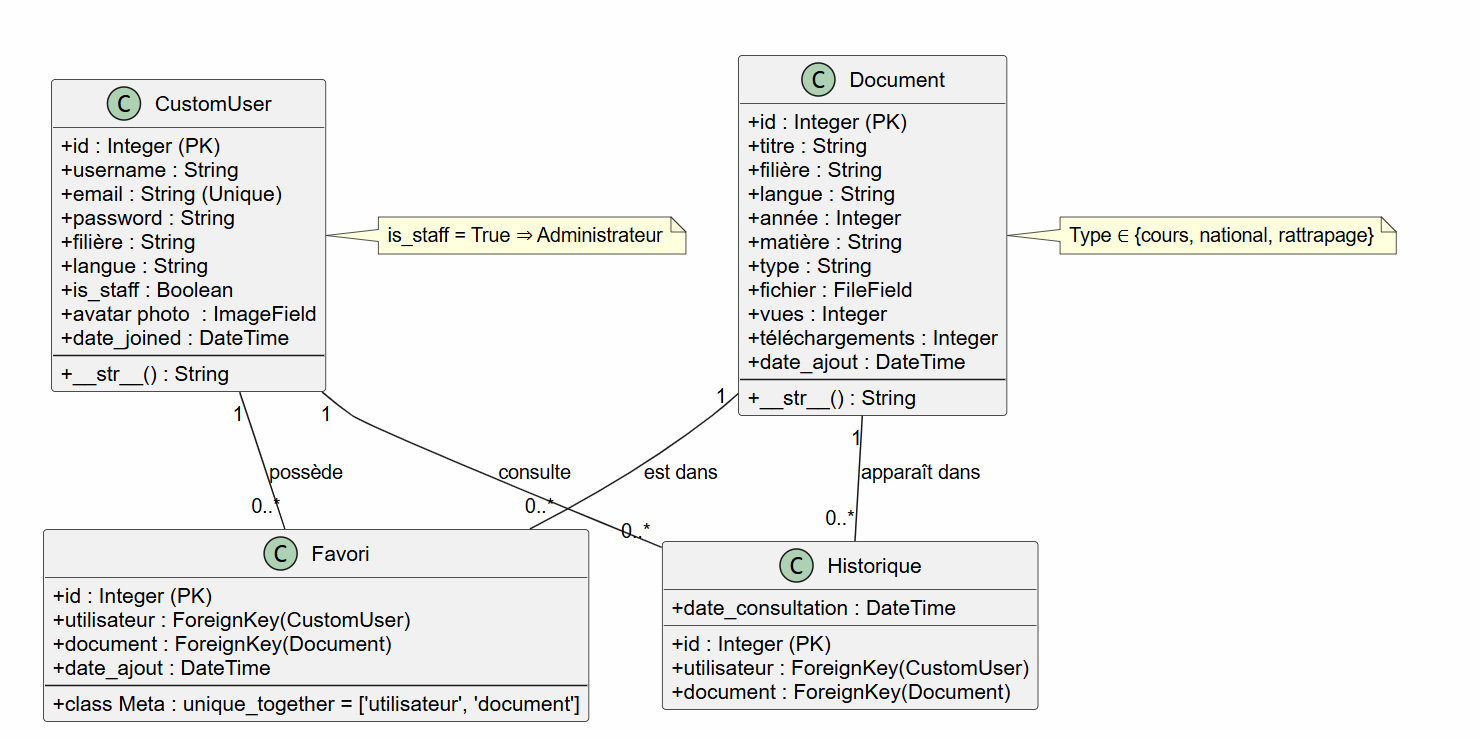 C CustomUser
+id : Integer (PK)
+username : String
+email : String (Unique)
+password : String
+filière : String
+langue : String
+is_staff : Boolean
+avatar photo : ImageField
+date_joined : DateTime
+__str__() : String
is_staff = True ⇒ Administrateur
C Document
+id : Integer (PK)
+titre : String
+filière : String
+langue : String
+année : Integer
+matière : String
+type : String
+fichier : FileField
+vues : Integer
+téléchargements : Integer
+date_ajout : DateTime
+__str__() : String
Type ∈ {cours, national, rattrapage}
1
1
1
1
possède
consulte
est dans
apparaît dans
0..*
0..*
0..*
0..*
C Favori
+id : Integer (PK)
+utilisateur : ForeignKey(CustomUser)
+document : ForeignKey(Document)
+date_ajout : DateTime
+class Meta : unique_together = ['utilisateur', 'document']
C Historique
+date_consultation : DateTime
+id : Integer (PK)
+utilisateur : ForeignKey(CustomUser)
+document : ForeignKey(Document)